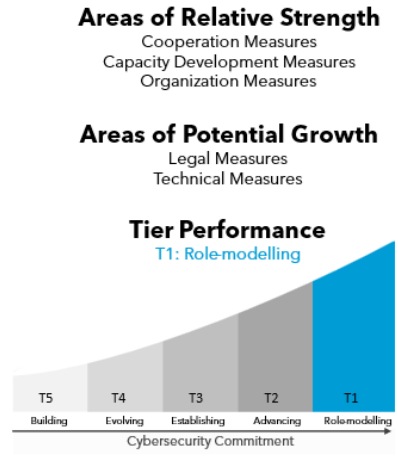 Areas of Relative Strength
Cooperation Measures
Capacity Development Measures
Organization Measures
Areas of Potential Growth
Legal Measures
Technical Measures
Tier Performance
T1: Role-modelling
T5 T4 T3 T2 T1
Building Evolving Establishing Advancing Role-modelling
Cybersecurity Commitment